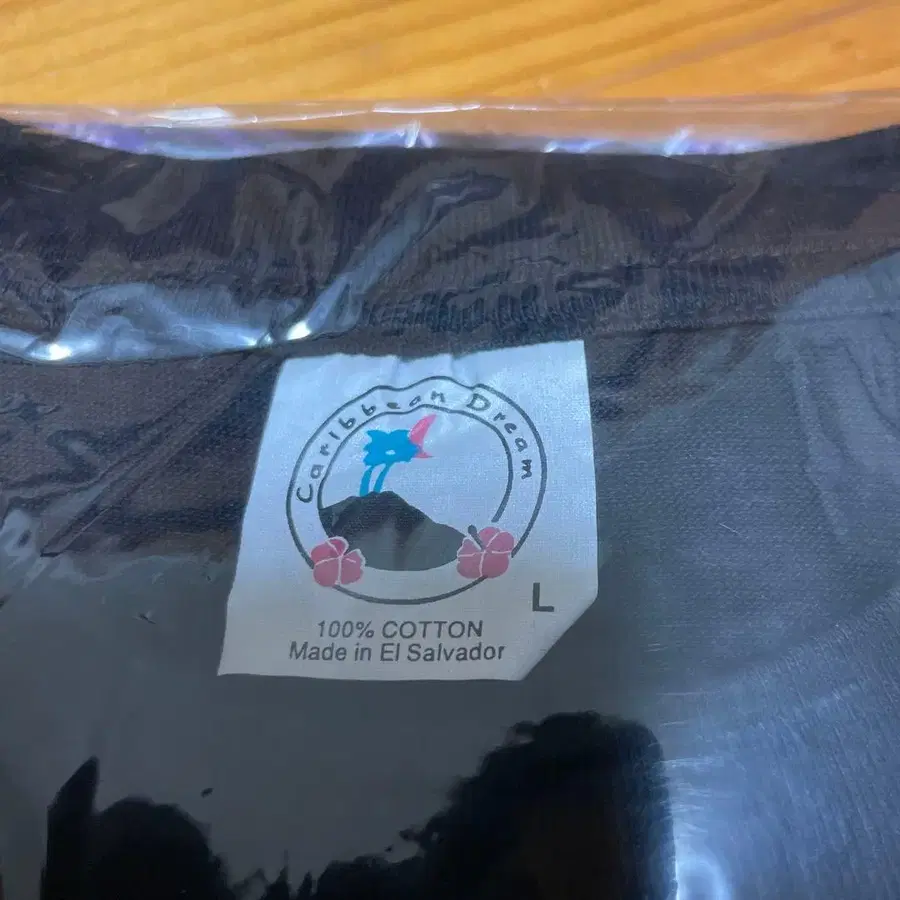 Caribbean Dream
L
100% COTTON
Made in El Salvador